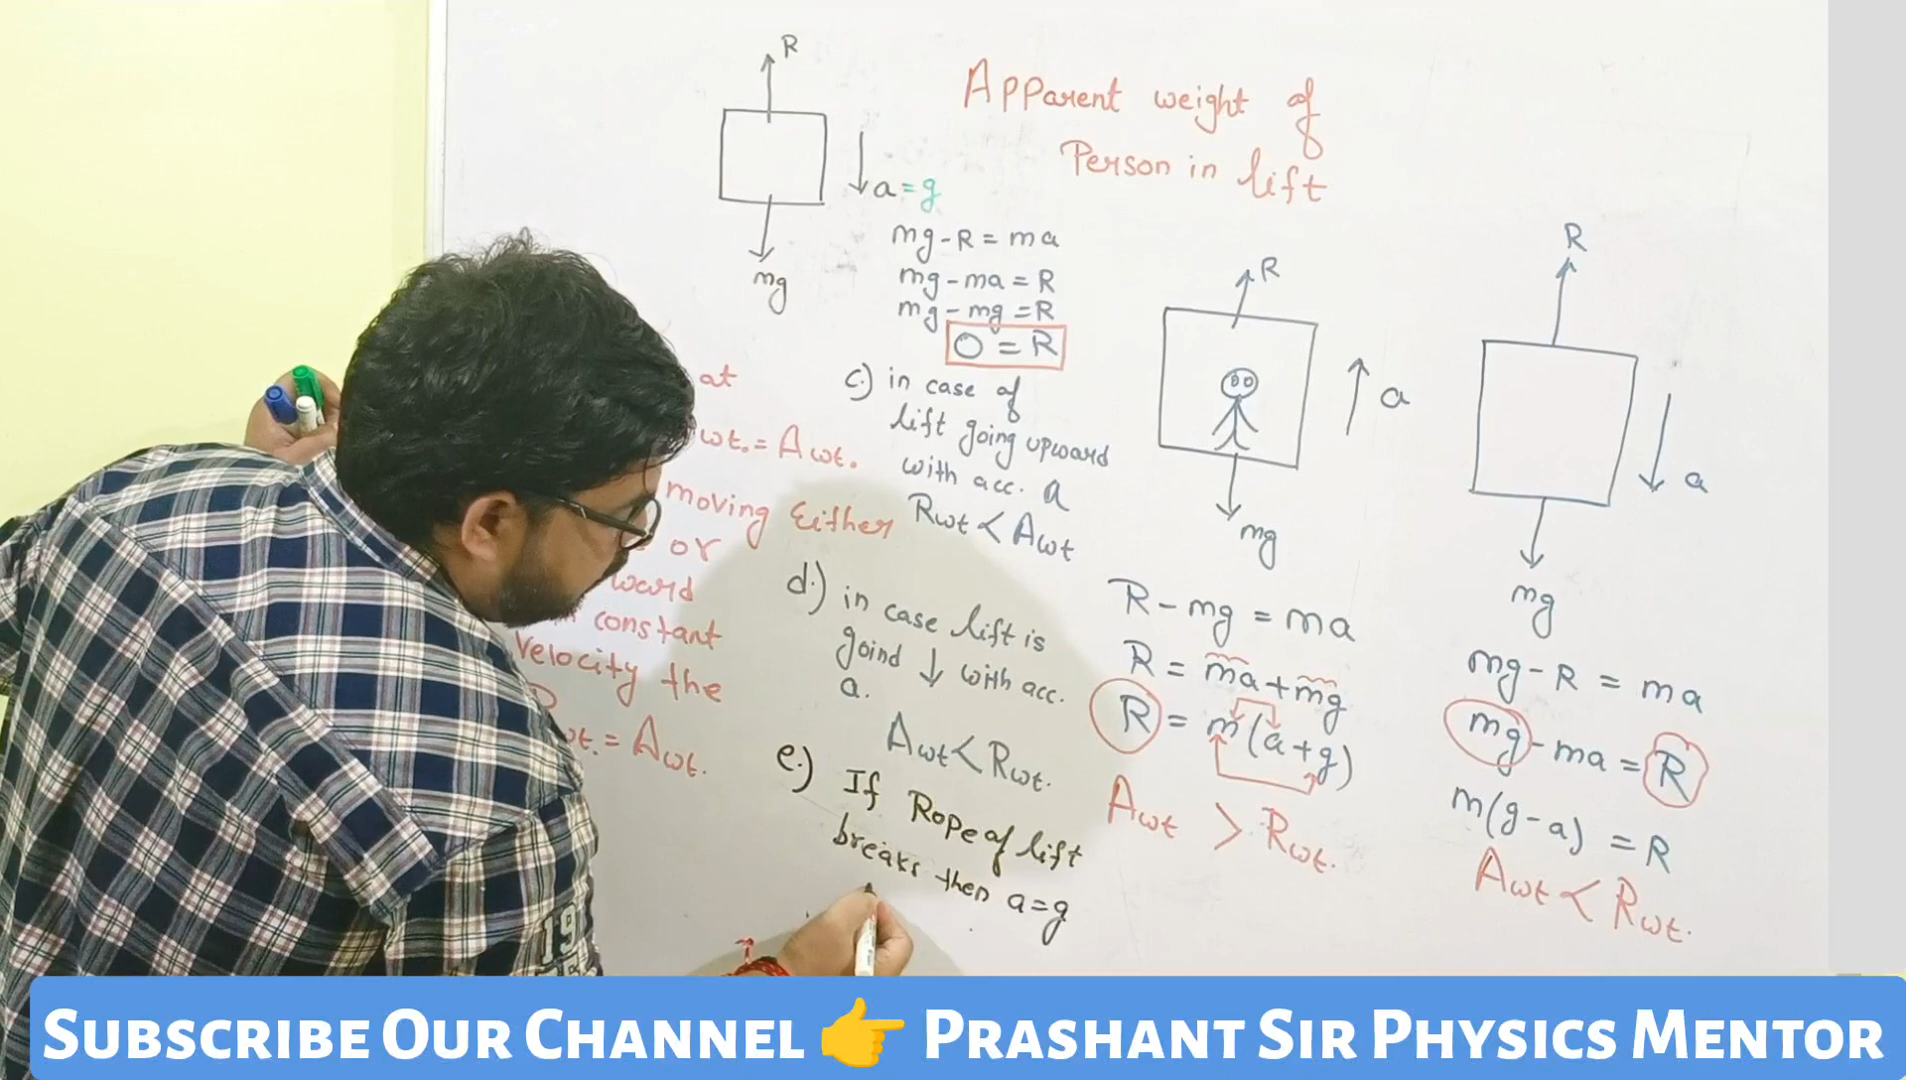 R
a = g
mg
Apparent weight of
Person in lift
mg - R = ma
mg - ma = R
mg - mg = R
O = R
at
wt. = Awt.
moving Either
or
ward
constant
velocity the
wt. = Awt.
c.) in case of
lift going upward
with acc. a
Rwt < Awt
d.) in case lift is
goind ↓ with acc.
a.
Awt < Rwt.
e.) If Rope of lift
breaks then a = g
R
a
mg
R - mg = ma
R = ma + mg
R = m(a + g)
Awt > Rwt.
R
a
mg
mg - R = ma
mg - ma = R
m(g - a) = R
Awt < Rwt.
19
SUBSCRIBE OUR CHANNEL 👉 PRASHANT SIR PHYSICS MENTOR